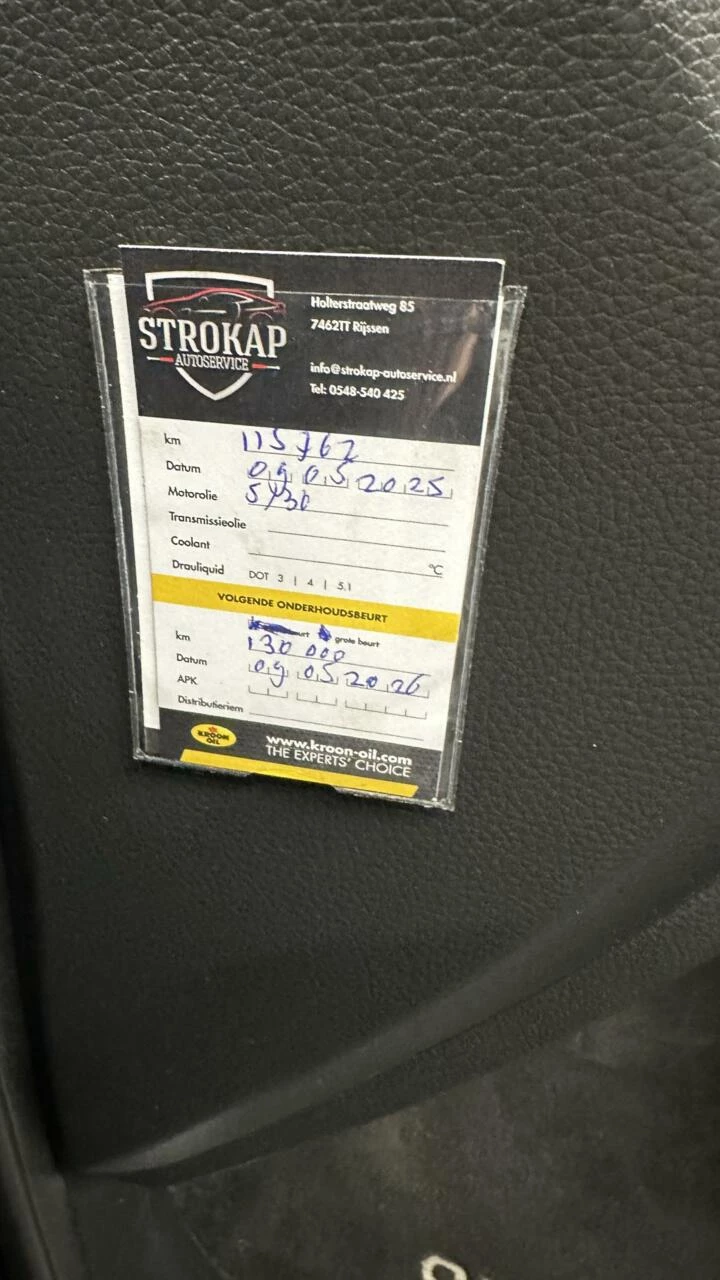 STROKAP
AUTOSERVICE
Holterstraatweg 85
7462TT Rijssen
info@strokap-autoservice.nl
Tel: 0548-540 425
km 115762
Datum 09 05 2025
Motorolie 5W30
Transmissieolie
Coolant °C
Drauliquid DOT 3 | 4 | 5.1
VOLGENDE ONDERHOUDSBEURT
grote beurt
km 130 000
Datum 09 05 2026
APK
Distributieriem
KROON OIL
www.kroon-oil.com
THE EXPERTS' CHOICE